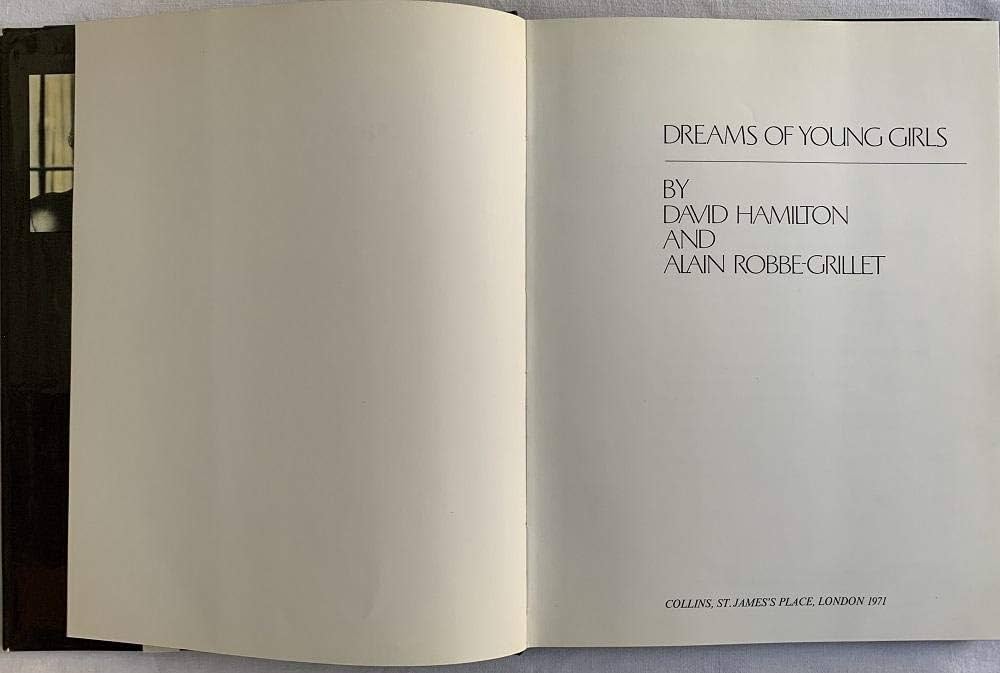 DREAMS OF YOUNG GIRLS
BY
DAVID HAMILTON
AND
ALAIN ROBBE-GRILLET
COLLINS, ST. JAMES'S PLACE, LONDON 1971